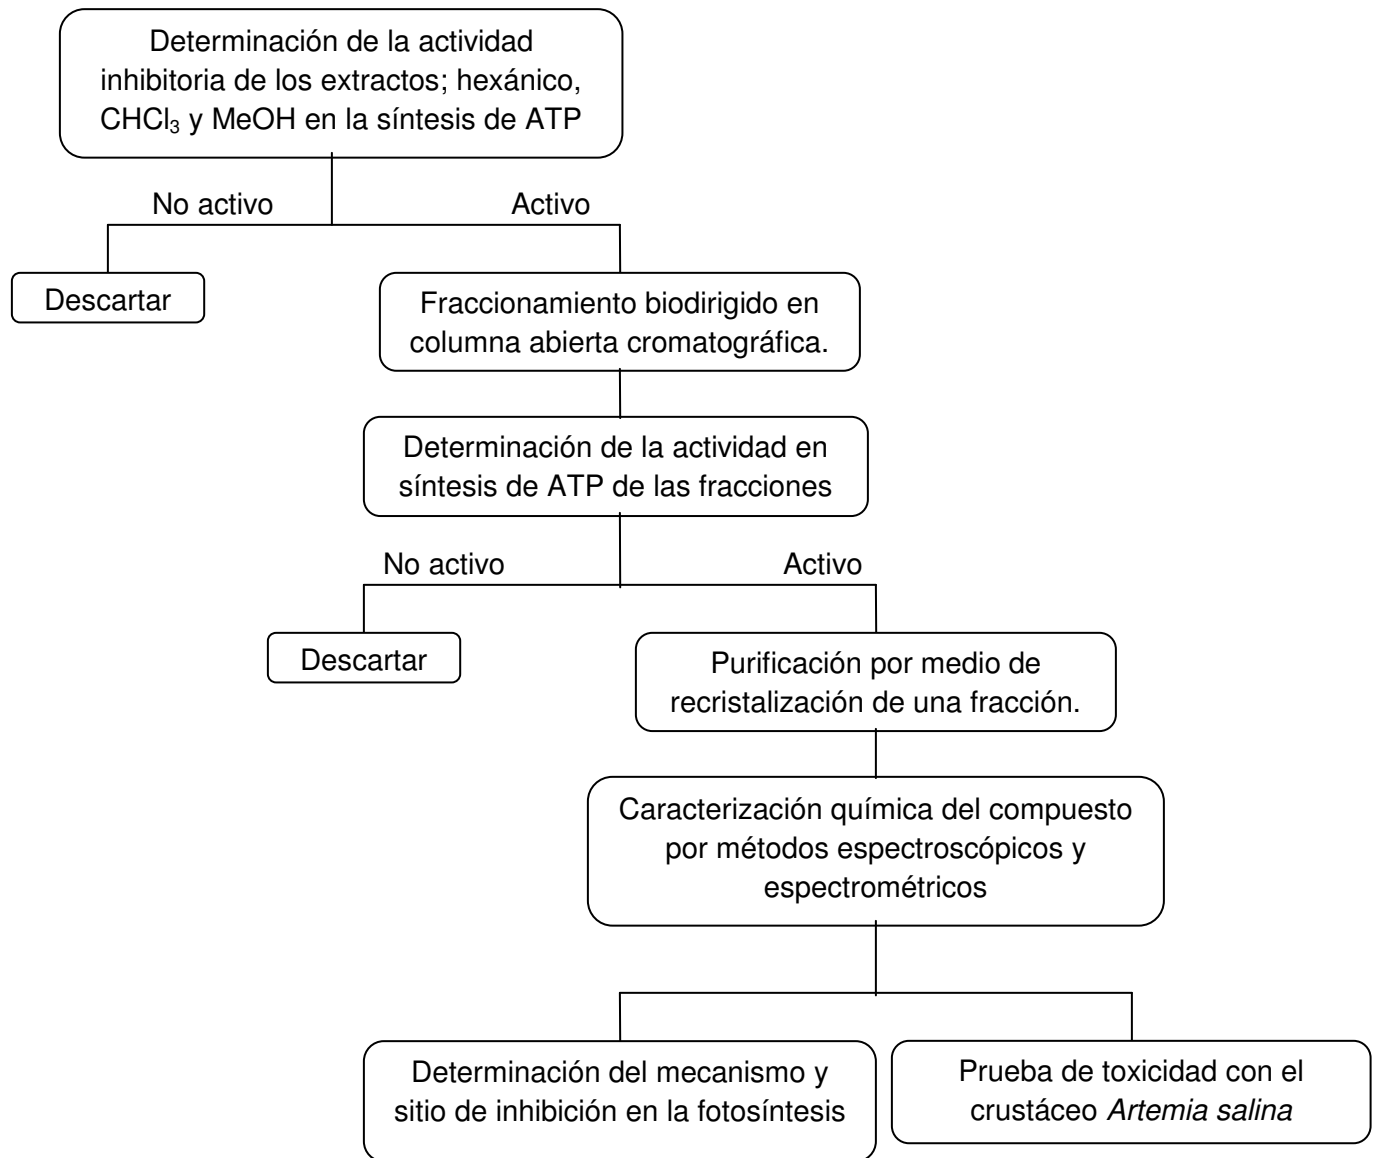 Determinación de la actividad
inhibitoria de los extractos; hexánico,
CHCl₃ y MeOH en la síntesis de ATP
No activo
Activo
Descartar
Fraccionamiento biodirigido en
columna abierta cromatográfica.
Determinación de la actividad en
síntesis de ATP de las fracciones
No activo
Activo
Descartar
Purificación por medio de
recristalización de una fracción.
Caracterización química del compuesto
por métodos espectroscópicos y
espectrométricos
Determinación del mecanismo y
sitio de inhibición en la fotosíntesis
Prueba de toxicidad con el
crustáceo Artemia salina